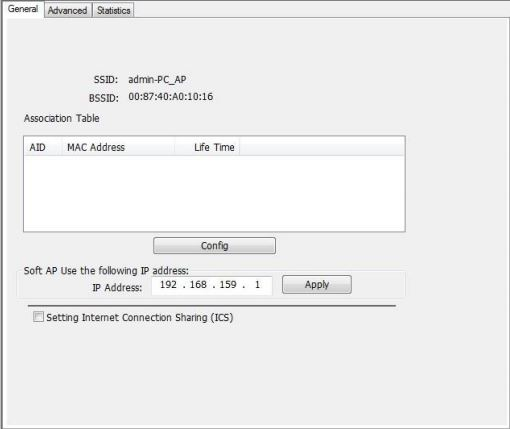 General Advanced Statistics
SSID: admin-PC_AP
BSSID: 00:87:40:A0:10:16
Association Table
AID MAC Address Life Time
Config
Soft AP Use the following IP address:
IP Address: 192 . 168 . 159 . 1 Apply
Setting Internet Connection Sharing (ICS)